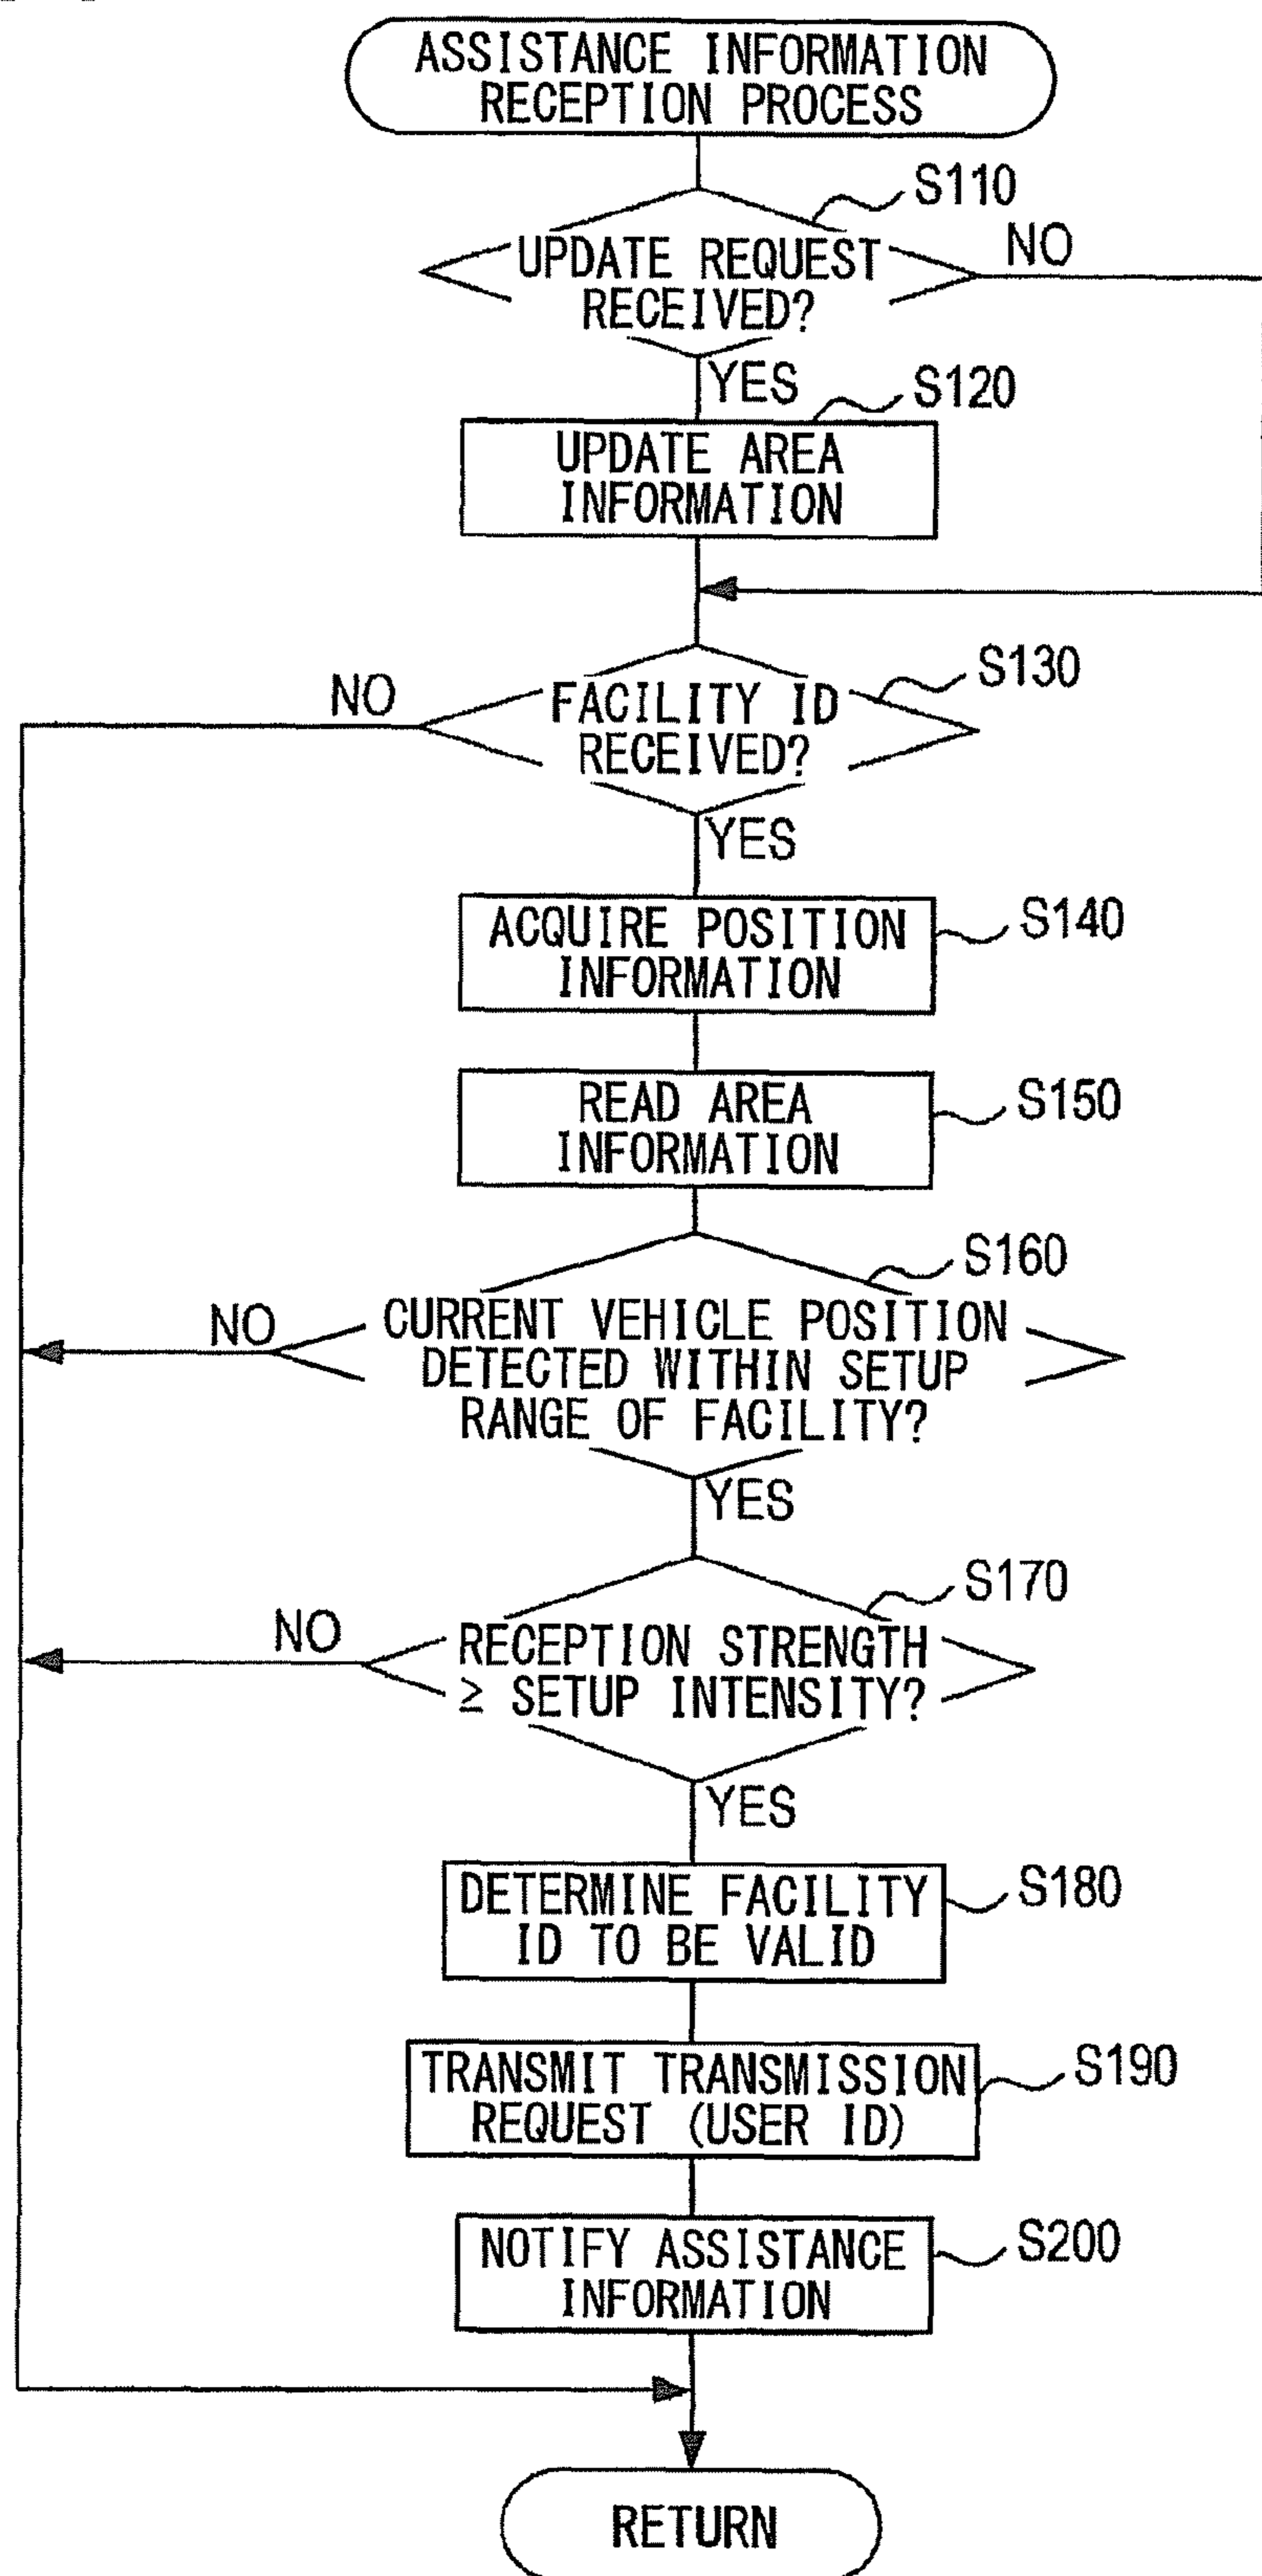 ASSISTANCE INFORMATION
RECEPTION PROCESS
S110
UPDATE REQUEST
RECEIVED?
NO
YES
S120
UPDATE AREA
INFORMATION
S130
NO
FACILITY ID
RECEIVED?
YES
ACQUIRE POSITION
INFORMATION
S140
READ AREA
INFORMATION
S150
S160
NO
CURRENT VEHICLE POSITION
DETECTED WITHIN SETUP
RANGE OF FACILITY?
YES
S170
NO
RECEPTION STRENGTH
≥ SETUP INTENSITY?
YES
DETERMINE FACILITY
ID TO BE VALID
S180
TRANSMIT TRANSMISSION
REQUEST (USER ID)
S190
NOTIFY ASSISTANCE
INFORMATION
S200
RETURN